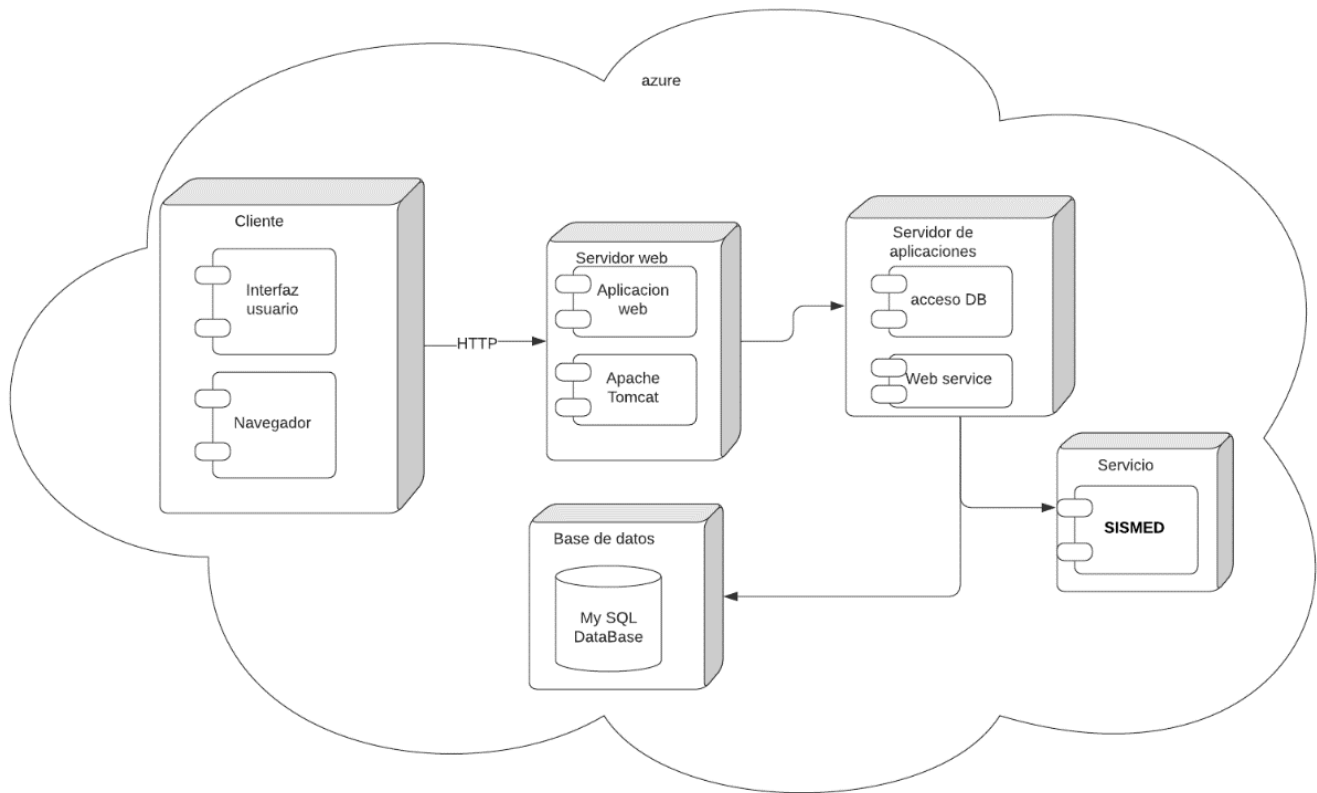 azure
Cliente
Interfaz
usuario
Navegador
HTTP
Servidor web
Aplicacion
web
Apache
Tomcat
Servidor de
aplicaciones
acceso DB
Web service
Servicio
SISMED
Base de datos
My SQL
DataBase